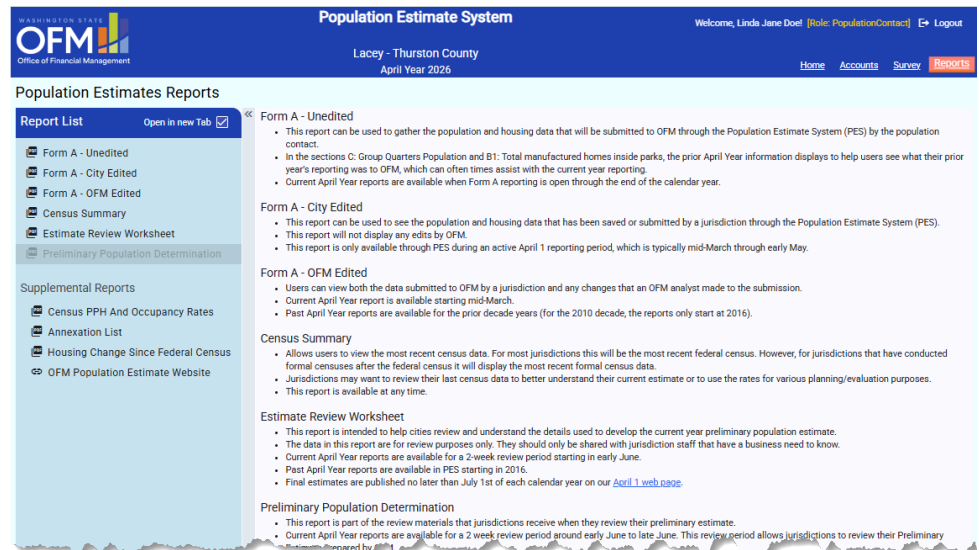 WASHINGTON STATE
OFM
Office of Financial Management
Population Estimate System
Lacey - Thurston County
April Year 2026
Welcome, Linda Jane Doe! [Role: PopulationContact] Logout
Home Accounts Survey Reports
Population Estimates Reports
Report List Open in new Tab
Form A - Unedited
Form A - City Edited
Form A - OFM Edited
Census Summary
Estimate Review Worksheet
Preliminary Population Determination
Supplemental Reports
Census PPH And Occupancy Rates
Annexation List
Housing Change Since Federal Census
OFM Population Estimate Website
«
Form A - Unedited
• This report can be used to gather the population and housing data that will be submitted to OFM through the Population Estimate System (PES) by the population
contact.
• In the sections C: Group Quarters Population and B1: Total manufactured homes inside parks, the prior April Year information displays to help users see what their prior
year's reporting was to OFM, which can often times assist with the current year reporting.
• Current April Year reports are available when Form A reporting is open through the end of the calendar year.
Form A - City Edited
• This report can be used to see the population and housing data that has been saved or submitted by a jurisdiction through the Population Estimate System (PES).
• This report will not display any edits by OFM.
• This report is only available through PES during an active April 1 reporting period, which is typically mid-March through early May.
Form A - OFM Edited
• Users can view both the data submitted to OFM by a jurisdiction and any changes that an OFM analyst made to the submission.
• Current April Year report is available starting mid-March.
• Past April Year reports are available for the prior decade years (for the 2010 decade, the reports only start at 2016).
Census Summary
• Allows users to view the most recent census data. For most jurisdictions this will be the most recent federal census. However, for jurisdictions that have conducted
formal censuses after the federal census it will display the most recent formal census data.
• Jurisdictions may want to review their last census data to better understand their current estimate or to use the rates for various planning/evaluation purposes.
• This report is available at any time.
Estimate Review Worksheet
• This report is intended to help cities review and understand the details used to develop the current year preliminary population estimate.
• The data in this report are for review purposes only. They should only be shared with jurisdiction staff that have a business need to know.
• Current April Year reports are available for a 2-week review period starting in early June.
• Past April Year reports are available in PES starting in 2016.
• Final estimates are published no later than July 1st of each calendar year on our April 1 web page.
Preliminary Population Determination
• This report is part of the review materials that jurisdictions receive when they review their preliminary estimate.
• Current April Year reports are available for a 2 week review period around early June to late June. This review period allows jurisdictions to review their Preliminary
prepared by